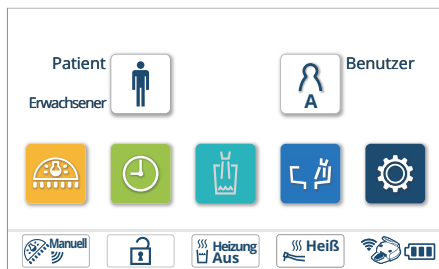 Patient
Benutzer
Erwachsener
A
Manuell
Heizung
Aus
Heiß